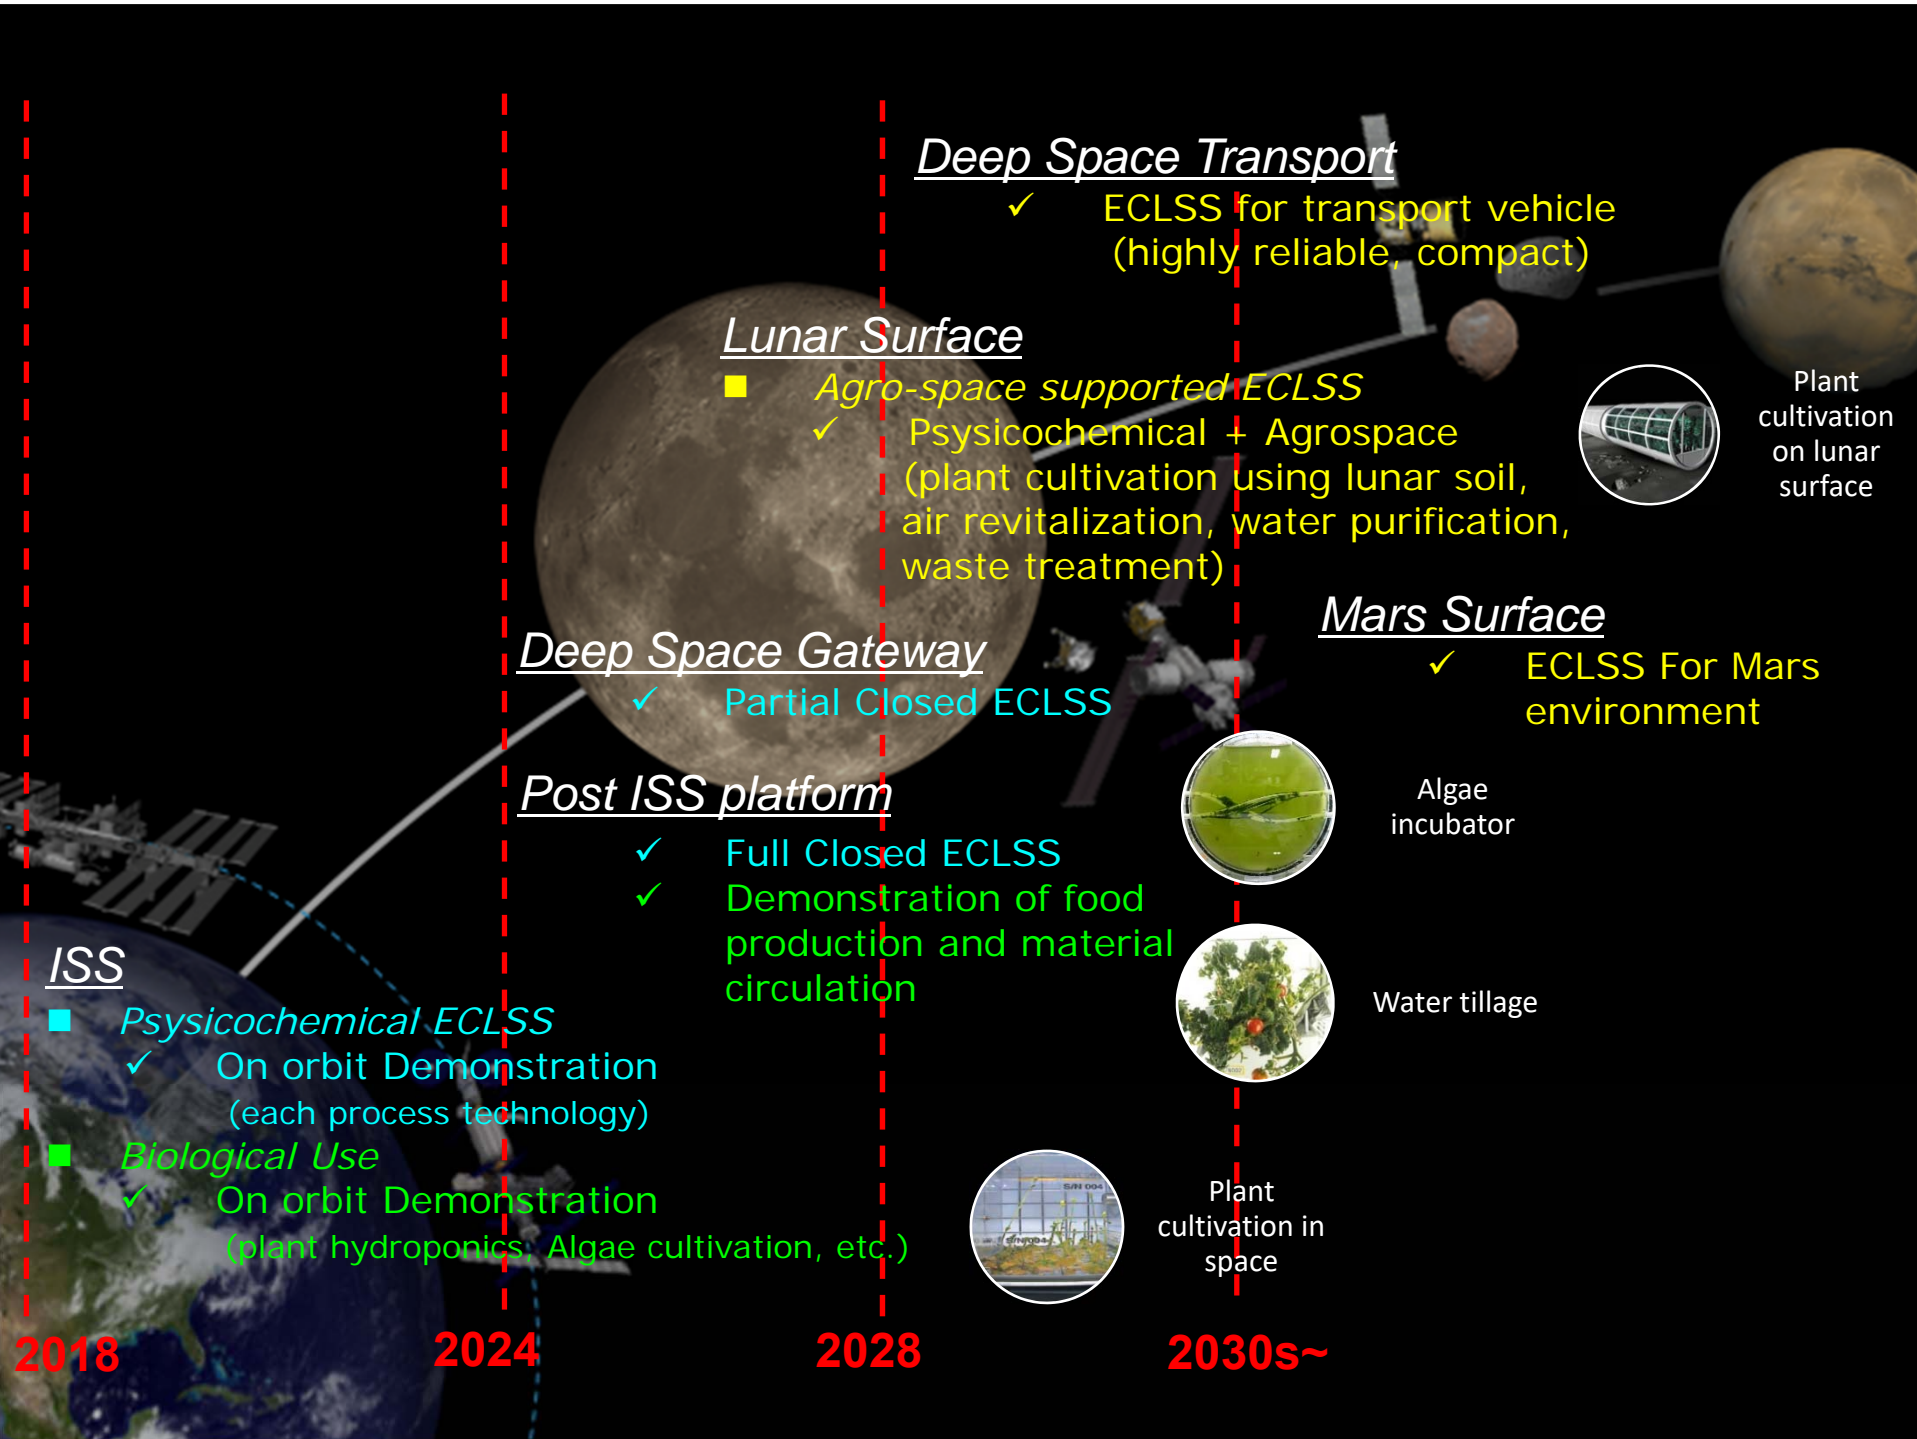 Deep Space Transport
✓ ECLSS for transport vehicle
(highly reliable, compact)
Lunar Surface
■ Agro-space supported ECLSS
✓ Psysicochemical + Agrospace
(plant cultivation using lunar soil,
air revitalization, water purification,
waste treatment)
Plant
cultivation
on lunar
surface
Mars Surface
✓ ECLSS For Mars
environment
Deep Space Gateway
✓ Partial Closed ECLSS
Post ISS platform
✓ Full Closed ECLSS
✓ Demonstration of food
production and material
circulation
Algae
incubator
Water tillage
ISS
■ Psysicochemical ECLSS
✓ On orbit Demonstration
(each process technology)
■ Biological Use
✓ On orbit Demonstration
(plant hydroponics, Algae cultivation, etc.)
S/N 004
S/N 004
Plant
cultivation in
space
2018
2024
2028
2030s~